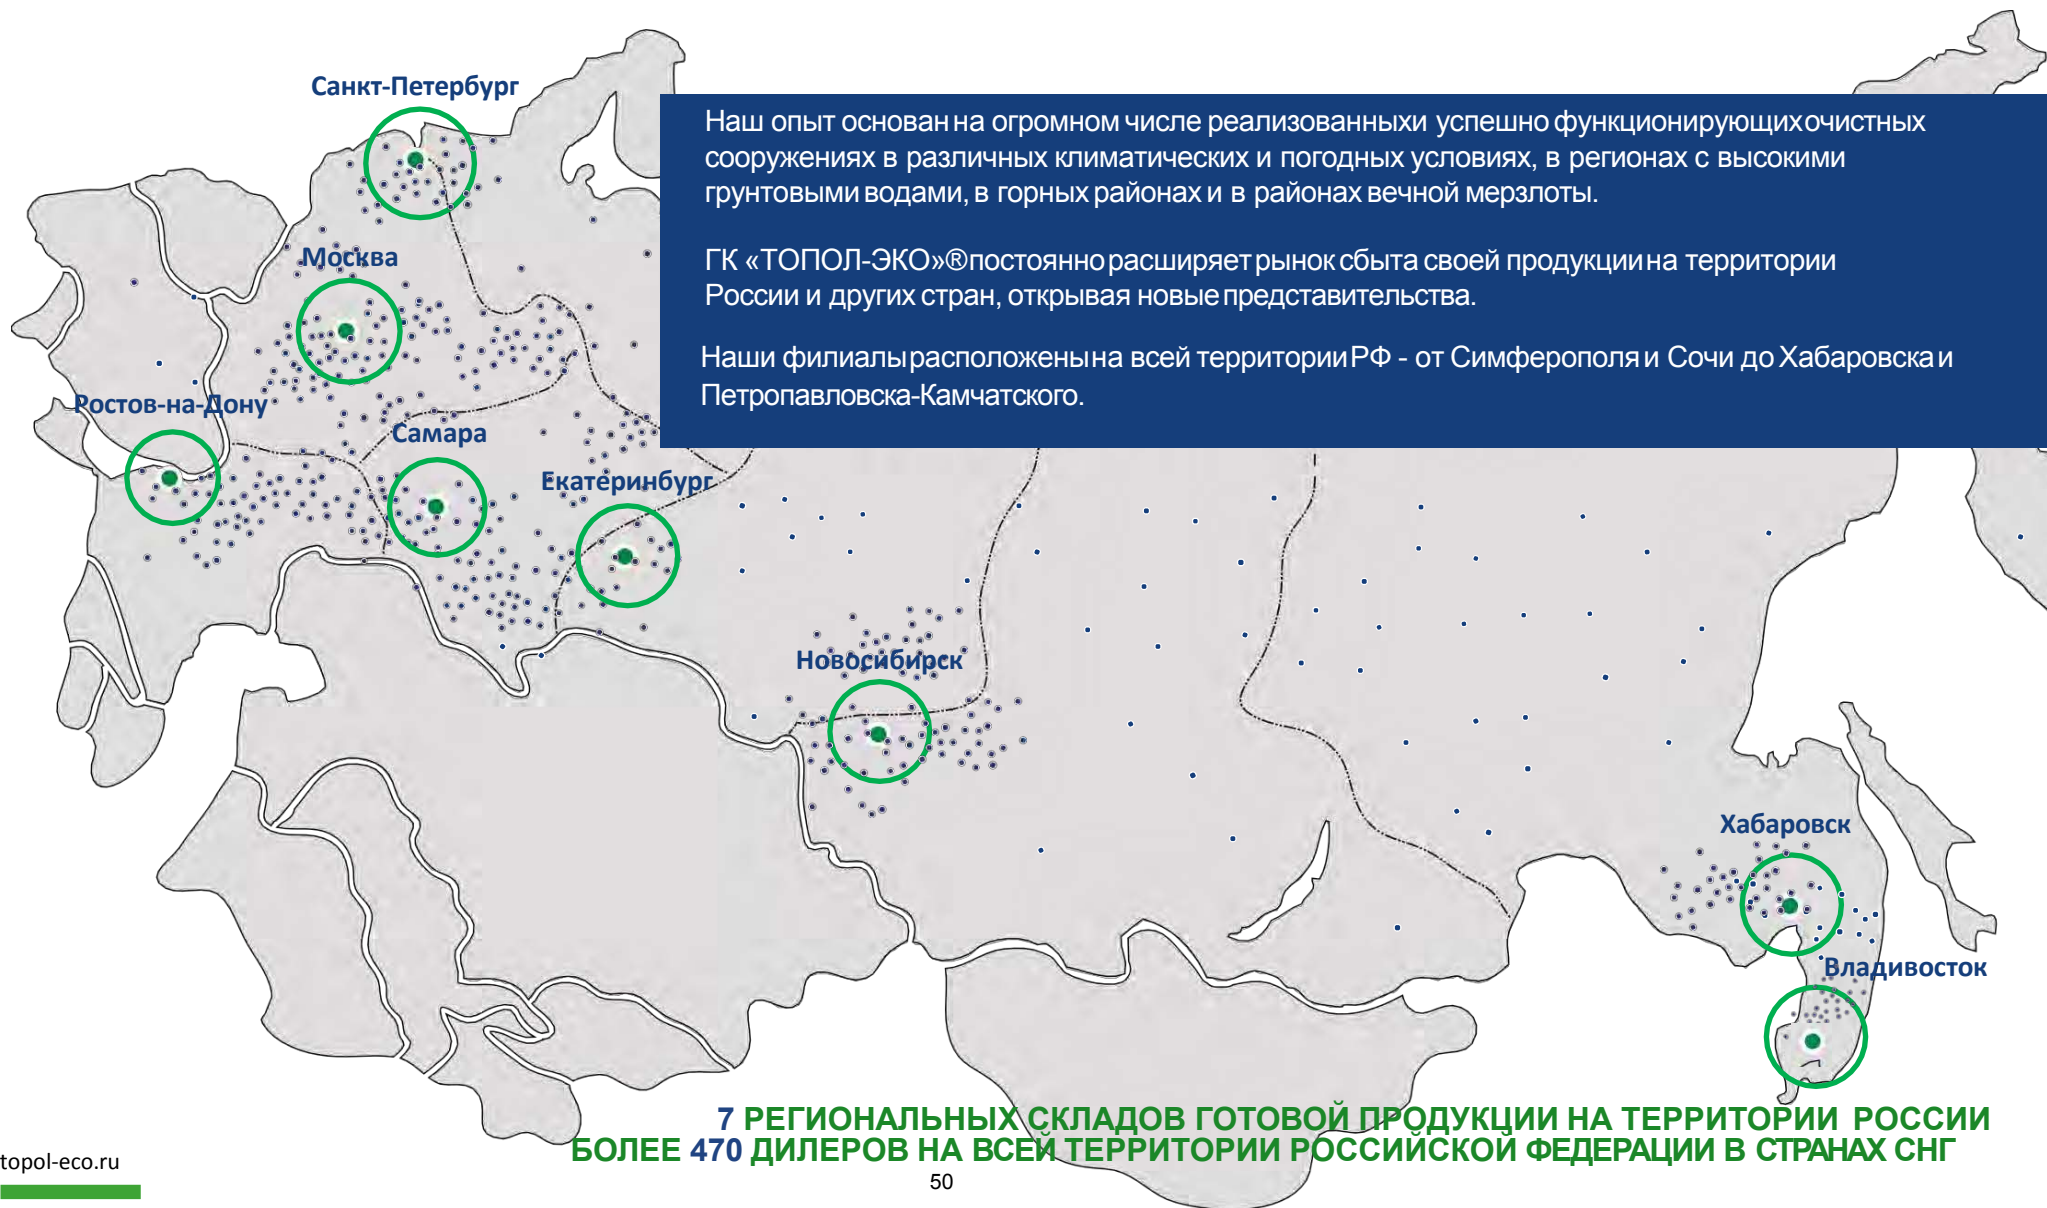 Санкт-Петербург
Наш опыт основан на огромном числе реализованныхи успешно функционирующихочистных
сооружениях в различных климатических и погодных условиях, в регионах с высокими
грунтовыми водами, в горных районах и в районах вечной мерзлоты.
ГК «ТОПОЛ-ЭКО»® постоянно расширяет рынок сбыта своей продукции на территории
России и других стран, открывая новые представительства.
Наши филиалы расположены на всей территории РФ - от Симферополя и Сочи до Хабаровска и
Петропавловска-Камчатского.
Москва
Ростов-на-Дону
Самара
Екатеринбург
Новосибирск
Хабаровск
Владивосток
7 РЕГИОНАЛЬНЫХ СКЛАДОВ ГОТОВОЙ ПРОДУКЦИИ НА ТЕРРИТОРИИ РОССИИ
БОЛЕЕ 470 ДИЛЕРОВ НА ВСЕЙ ТЕРРИТОРИИ РОССИЙСКОЙ ФЕДЕРАЦИИ В СТРАНАХ СНГ
topol-eco.ru
50